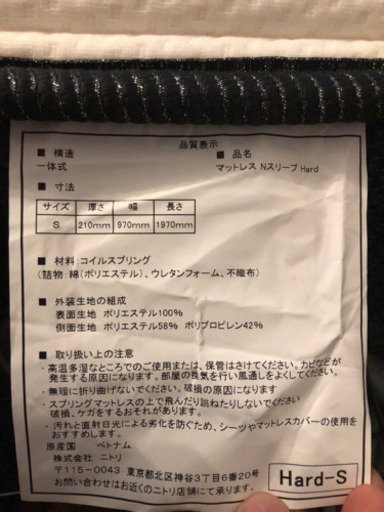 品質表示
■ 構造
一体式
■ 品名
マットレス Nスリープ Hard
■ 寸法
サイズ 厚さ 幅 長さ
S 210mm 970mm 1970mm
■ 材料:コイルスプリング
(詰物:綿(ポリエステル)、ウレタンフォーム、不織布)
■ 外装生地の組成
表面生地 ポリエステル100%
側面生地 ポリエステル58% ポリプロピレン42%
■ 取り扱い上の注意
・高温多湿なところでのご使用または、保管はさけてください。カビなどが
発生する原因になります。部屋の換気を行い風通しをよくしてください。
・折り曲げないでください。破損の原因になります
・スプリングマットレスの上で飛んだり跳ねたりしないでください
破損、ケガをするおそれがあります。
・汚れと直射日光による劣化を防ぐため、シーツやマットレスカバーの使用を
おすすめします。
原産国 ベトナム
株式会社 ニトリ
〒115-0043 東京都北区神谷3丁目6番20号
お問い合わせはお近くのニトリ店舗にて承ります。
Hard-S